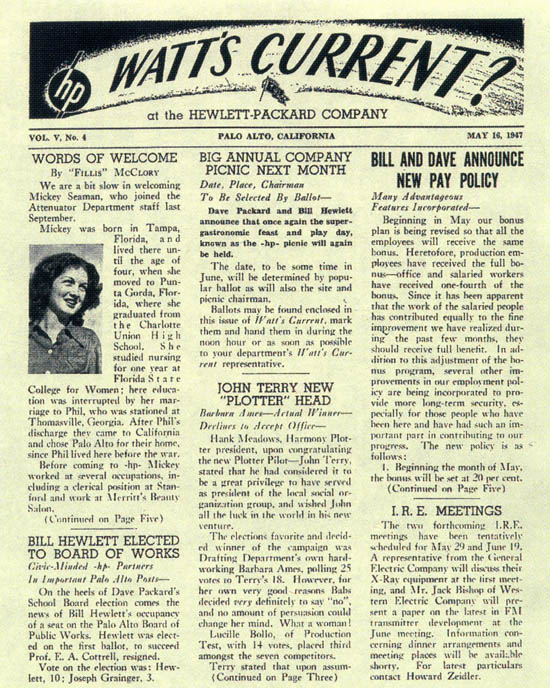 hp
WATT'S CURRENT?
at the HEWLETT-PACKARD COMPANY
VOL. V, No. 4
PALO ALTO, CALIFORNIA
MAY 16, 1947
WORDS OF WELCOME
By "FILLIS" McCLORY
We are a bit slow in welcoming
Mickey Seaman, who joined the
Attenuator Department staff last
September.
Mickey was born in Tampa,
Florida, and
lived there un-
til the age of
four, when she
moved to Pun-
ta Gorda, Flor-
ida, where she
graduated from
the Charlotte
Union High
School. She
studied nursing
for one year at
Florida State
College for Women; here educa-
tion was interrupted by her mar-
riage to Phil, who was stationed at
Thomasville, Georgia. After Phil's
discharge they came to California
and chose Palo Alto for their home,
since Phil lived here before the war.
Before coming to -hp- Mickey
worked at several occupations, in-
cluding a clerical position at Stan-
ford and work at Merritt's Beauty
Salon.
(Continued on Page Five)
BILL HEWLETT ELECTED
TO BOARD OF WORKS
Civic-Minded -hp- Partners
In Important Palo Alto Posts—
On the heels of Dave Packard's
School Board election comes the
news of Bill Hewlett's occupancy
of a seat on the Palo Alto Board of
Public Works. Hewlett was elect-
ed on the first ballot, to succeed
Prof. E. A. Cottrell, resigned.
Vote on the election was: Hew-
lett, 10; Joseph Grainger, 3.
BIG ANNUAL COMPANY
PICNIC NEXT MONTH
Date, Place, Chairman
To Be Selected By Ballot—
Dave Packard and Bill Hewlett
announce that once again the super-
gastronomic feast and play day,
known as the -hp- picnic will again
be held.
The date, to be some time in
June, will be determined by popu-
lar ballot as will also the site and
picnic chairman.
Ballots may be found enclosed in
this issue of Watt's Current, mark
them and hand them in during the
noon hour or as soon as possible
to your department's Watt's Cur-
rent representative.
JOHN TERRY NEW
"PLOTTER" HEAD
Barbara Ames—Actual Winner—
Declines to Accept Office—
Hank Meadows, Harmony Plot-
ter president, upon congratulating
the new Plotter Pilot—John Terry,
stated that he had considered it to
be a great privilege to have served
as president of the local social or-
ganization group, and wished John
all the luck in the world in his new
venture.
The elections favorite and decid-
ed winner of the campaign was
Drafting Department's own hard-
working Barbara Ames, polling 25
votes to Terry's 18. However, for
her own very good reasons Babs
decided very definitely to say "no",
and no amount of persuasion could
change her mind. What a woman!
Lucille Bollo, of Production
Test, with 14 votes, placed third
amongst the seven competitors.
Terry stated that upon assum-
(Continued on Page Three)
BILL AND DAVE ANNOUNCE
NEW PAY POLICY
Many Advantageous
Features Incorporated—
Beginning in May our bonus
plan is being revised so that all the
employees will receive the same
bonus. Heretofore, production em-
ployees have received the full bo-
nus—office and salaried workers
have received one-fourth of the
bonus. Since it has been apparent
that the work of the salaried people
has contributed equally to the fine
improvement we have realized dur-
ing the past few months, they
should receive full benefit. In ad-
dition to this adjustment of the bo-
nus program, several other im-
provements in our employment pol-
icy are being incorporated to pro-
vide more long-term security, es-
pecially for those people who have
been here and have had such an im-
portant part in contributing to our
progress. The new policy is as
follows:
1. Beginning the month of May,
the bonus will be set at 20 per cent.
(Continued on Page Five)
I. R. E. MEETINGS
The two forthcoming I.R.E.
meetings have been tentatively
scheduled for May 29 and June 19.
A representative from the General
Electric Company will discuss their
X-Ray equipment at the first meet-
ing, and Mr. Jack Bishop of Wes-
tern Electric Company will pre-
sent a paper on the latest in FM
transmitter development at the
June meeting. Information con-
cerning dinner arrangements and
meeting places will be available
shorty. For latest particulars
contact Howard Zeidler.